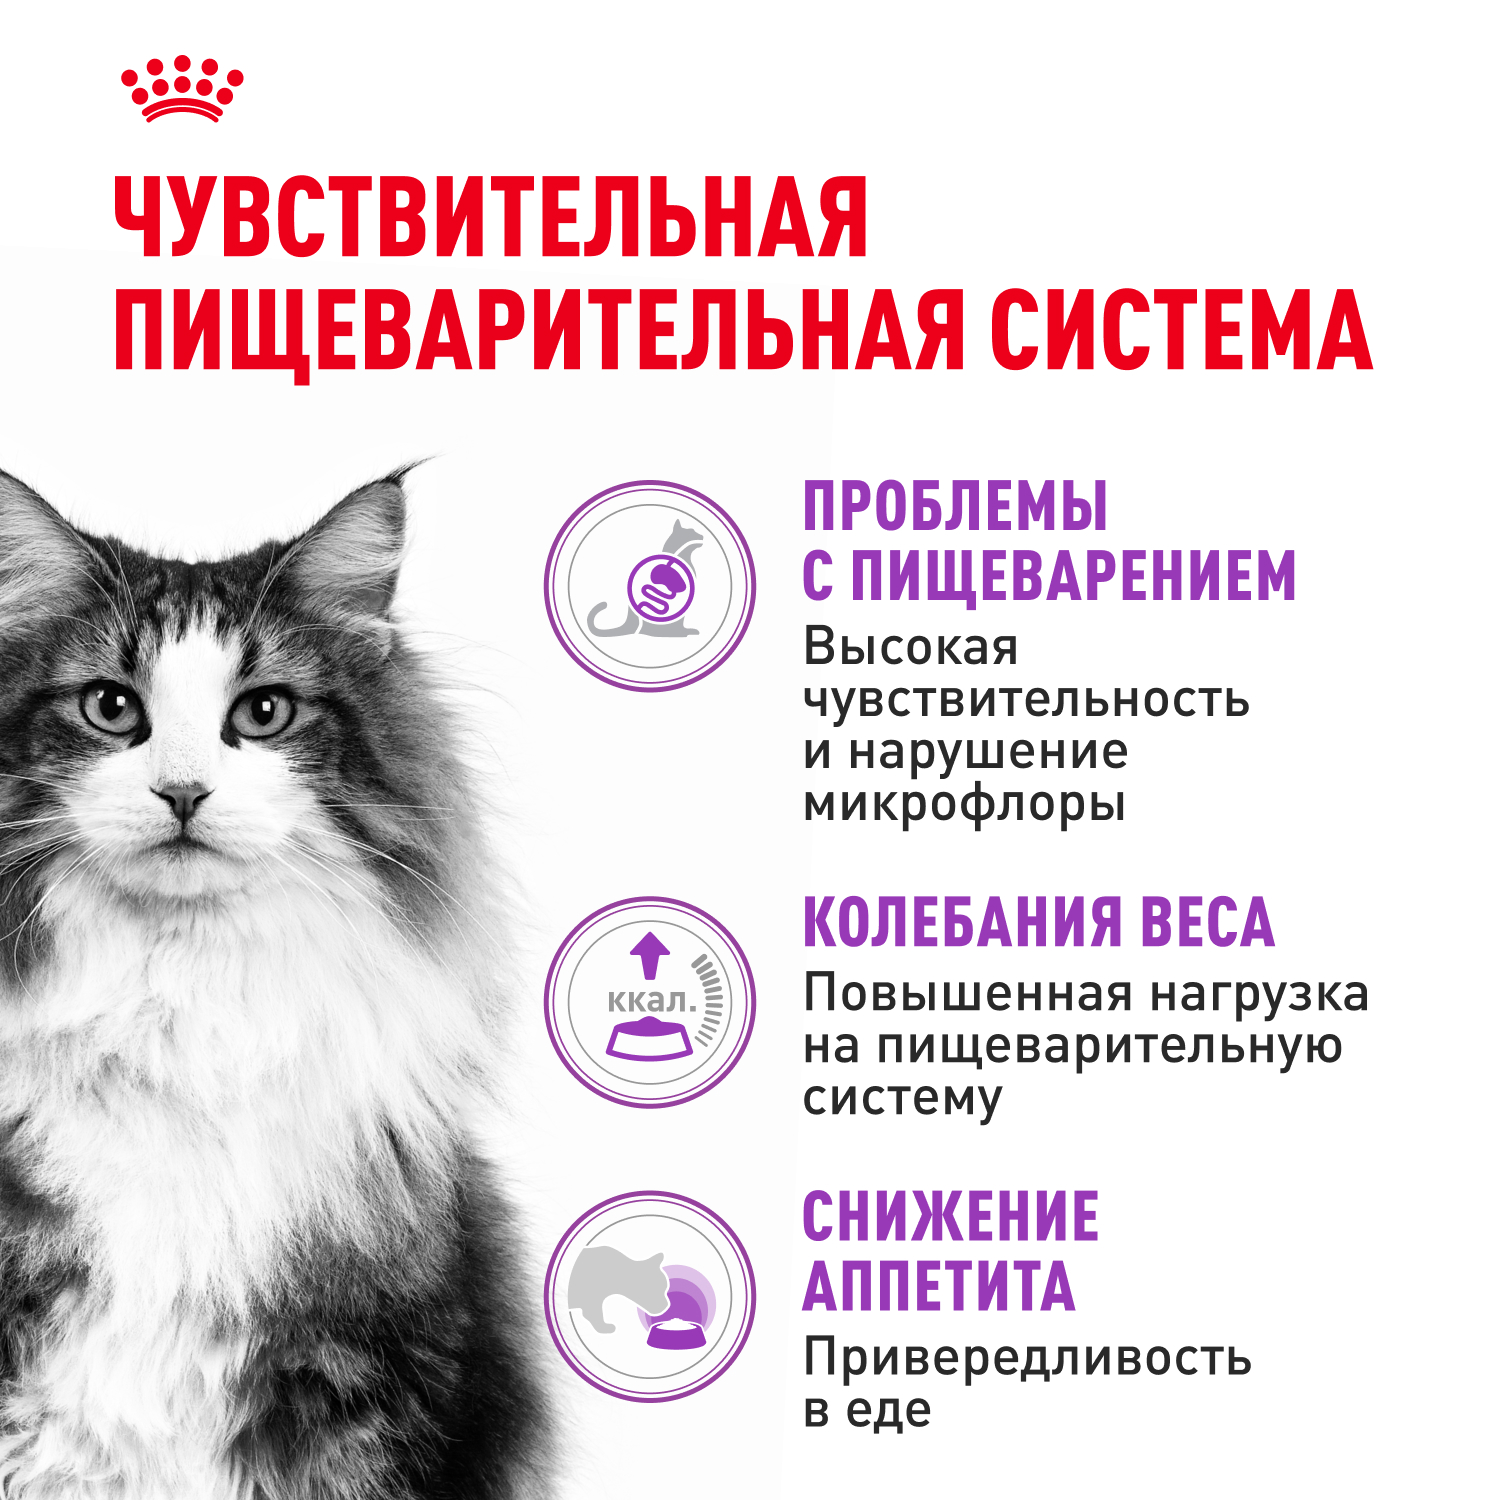 ЧУВСТВИТЕЛЬНАЯ
ПИЩЕВАРИТЕЛЬНАЯ СИСТЕМА
ПРОБЛЕМЫ
С ПИЩЕВАРЕНИЕМ
Высокая
чувствительность
и нарушение
микрофлоры
ккал.
КОЛЕБАНИЯ ВЕСА
Повышенная нагрузка
на пищеварительную
систему
СНИЖЕНИЕ
АППЕТИТА
Привередливость
в еде